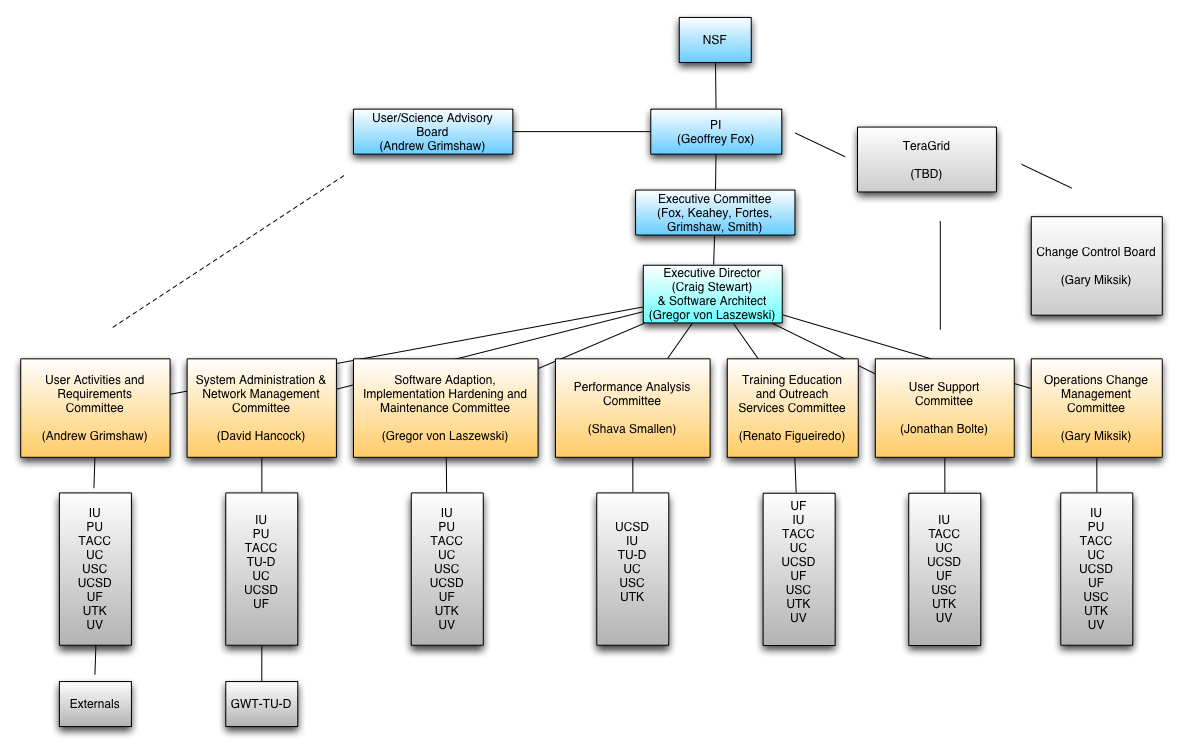 NSF
User/Science Advisory
Board
(Andrew Grimshaw)
PI
(Geoffrey Fox)
TeraGrid
(TBD)
Executive Committee
(Fox, Keahey, Fortes,
Grimshaw, Smith)
Change Control Board
(Gary Miksik)
Executive Director
(Craig Stewart)
& Software Architect
(Gregor von Laszewski)
User Activities and
Requirements
Committee
(Andrew Grimshaw)
System Administration &
Network Management
Committee
(David Hancock)
Software Adaption,
Implementation Hardening and
Maintenance Committee
(Gregor von Laszewski)
Performance Analysis
Committee
(Shava Smallen)
Training Education
and Outreach
Services Committee
(Renato Figueiredo)
User Support
Committee
(Jonathan Bolte)
Operations Change
Management
Committee
(Gary Miksik)
IU
PU
TACC
UC
USC
UCSD
UF
UTK
UV
IU
PU
TACC
TU-D
UC
UCSD
UF
IU
PU
TACC
UC
USC
UCSD
UF
UTK
UV
UCSD
IU
TU-D
UC
USC
UTK
UF
IU
TACC
UC
UCSD
UF
USC
UTK
UV
IU
TACC
UC
UCSD
UF
USC
UTK
UV
IU
PU
TACC
UC
UCSD
UF
USC
UTK
UV
Externals
GWT-TU-D